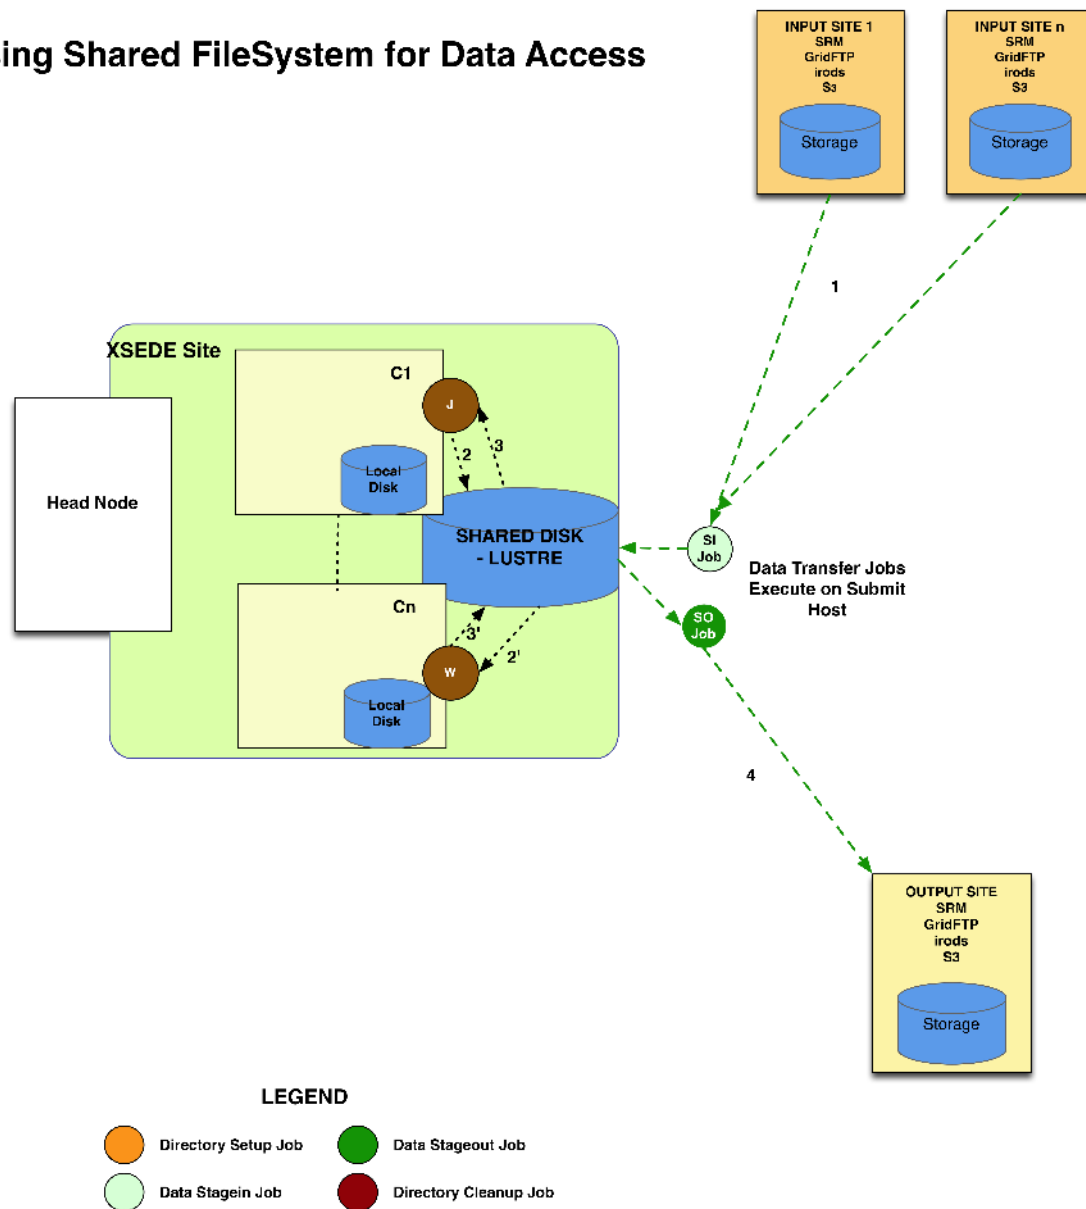 ing Shared FileSystem for Data Access
INPUT SITE 1
SRM
GridFTP
irods
S3
Storage
INPUT SITE n
SRM
GridFTP
irods
S3
Storage
1
XSEDE Site
C1
J
2
3
Local
Disk
Head Node
SHARED DISK
- LUSTRE
SI
Job
Data Transfer Jobs
Execute on Submit
Host
SO
Job
Cn
3'
2'
W
Local
Disk
4
OUTPUT SITE
SRM
GridFTP
irods
S3
Storage
LEGEND
Directory Setup Job
Data Stageout Job
Data Stagein Job
Directory Cleanup Job